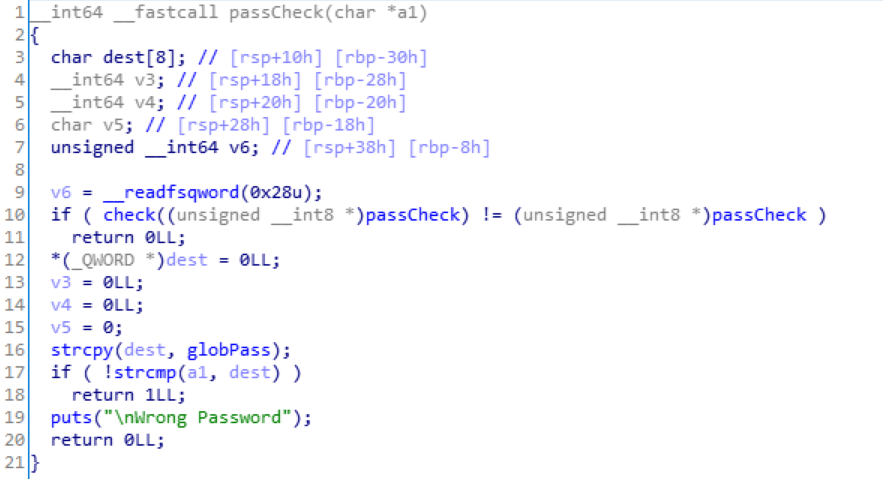 1 __int64 __fastcall passCheck(char *a1)
2 {
3 char dest[8]; // [rsp+10h] [rbp-30h]
4 __int64 v3; // [rsp+18h] [rbp-28h]
5 __int64 v4; // [rsp+20h] [rbp-20h]
6 char v5; // [rsp+28h] [rbp-18h]
7 unsigned __int64 v6; // [rsp+38h] [rbp-8h]
8
9 v6 = __readfsqword(0x28u);
10 if ( check((unsigned __int8 *)passCheck) != (unsigned __int8 *)passCheck )
11 return 0LL;
12 *(_QWORD *)dest = 0LL;
13 v3 = 0LL;
14 v4 = 0LL;
15 v5 = 0;
16 strcpy(dest, globPass);
17 if ( !strcmp(a1, dest) )
18 return 1LL;
19 puts("\nWrong Password");
20 return 0LL;
21 }